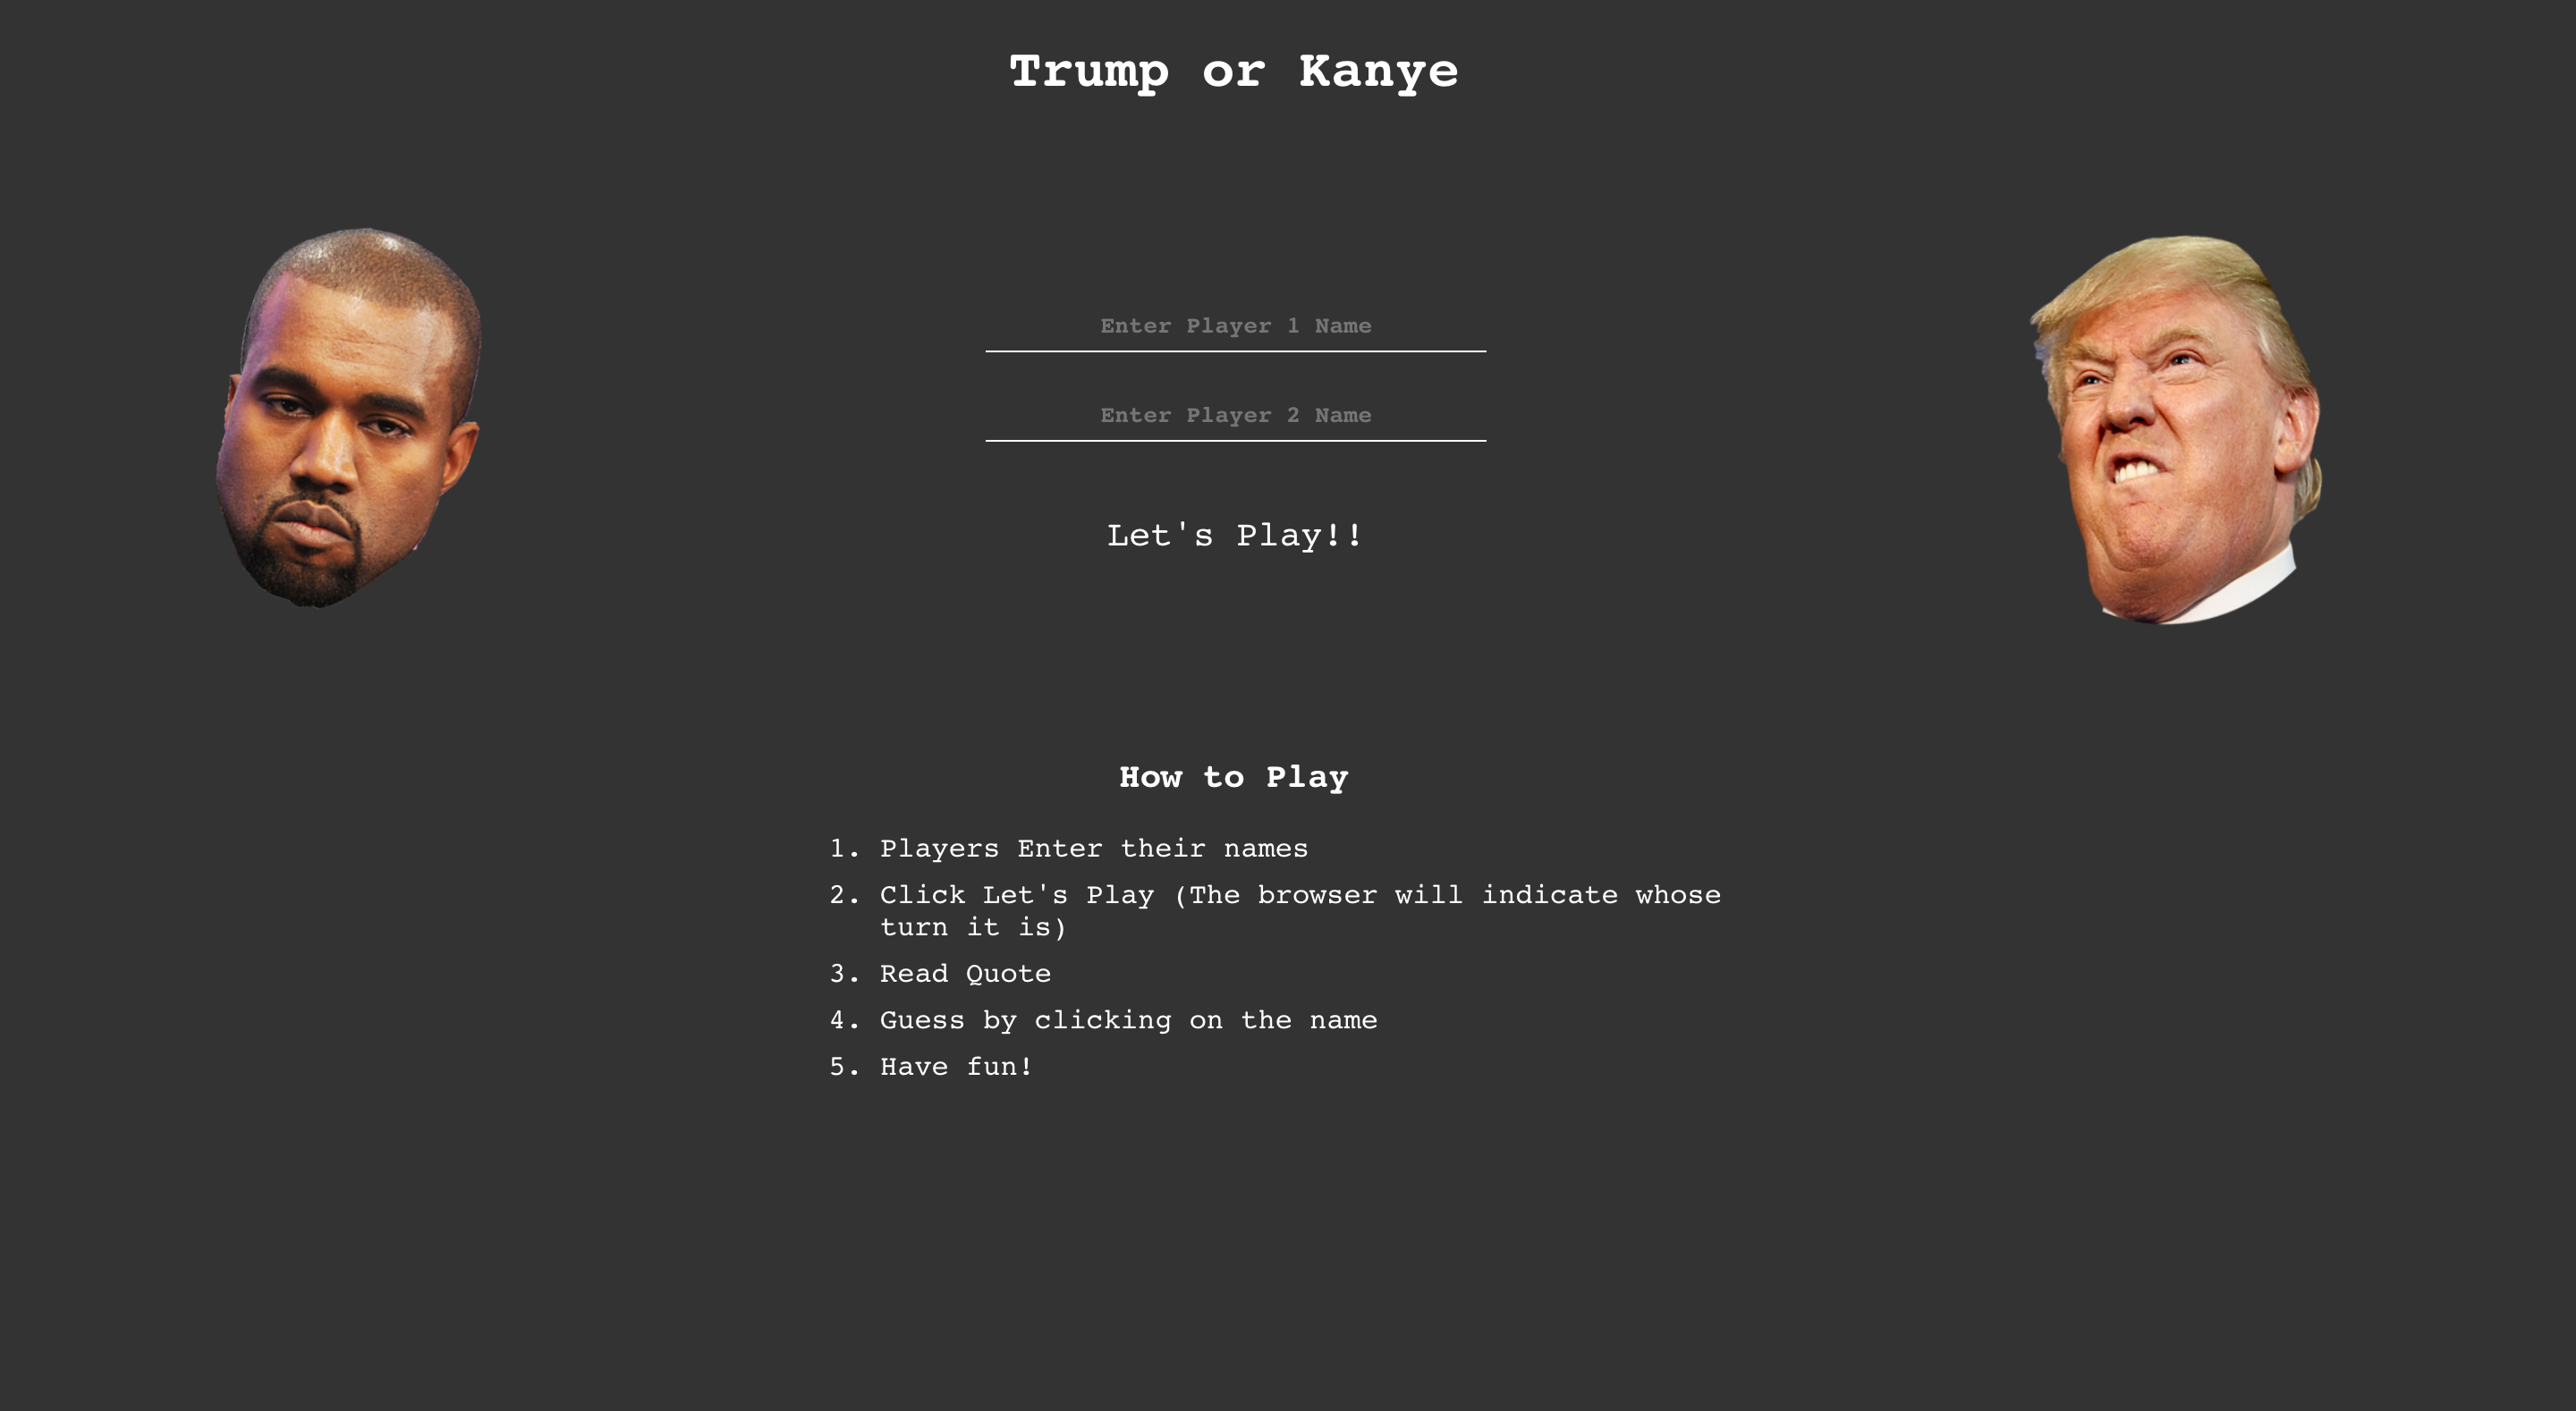 Trump or Kanye
Enter Player 1 Name
Enter Player 2 Name
Let's Play!!
How to Play
1. Players Enter their names
2. Click Let's Play (The browser will indicate whose
turn it is)
3. Read Quote
4. Guess by clicking on the name
5. Have fun!